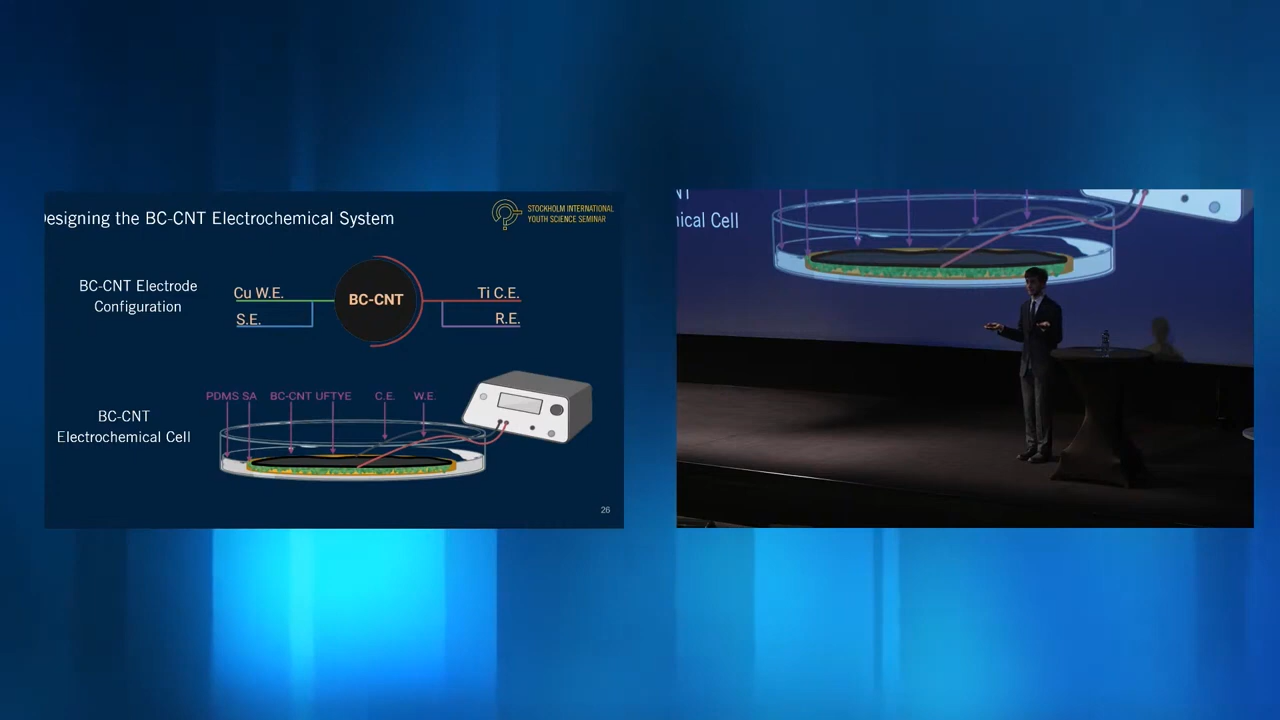 esigning the BC-CNT Electrochemical System
STOCKHOLM INTERNATIONAL
YOUTH SCIENCE SEMINAR
BC-CNT Electrode
Configuration
Cu W.E.
S.E.
BC-CNT
Ti C.E.
R.E.
PDMS SA BC-CNT UFTYE C.E. W.E.
BC-CNT
Electrochemical Cell
26
NT
ical Cell